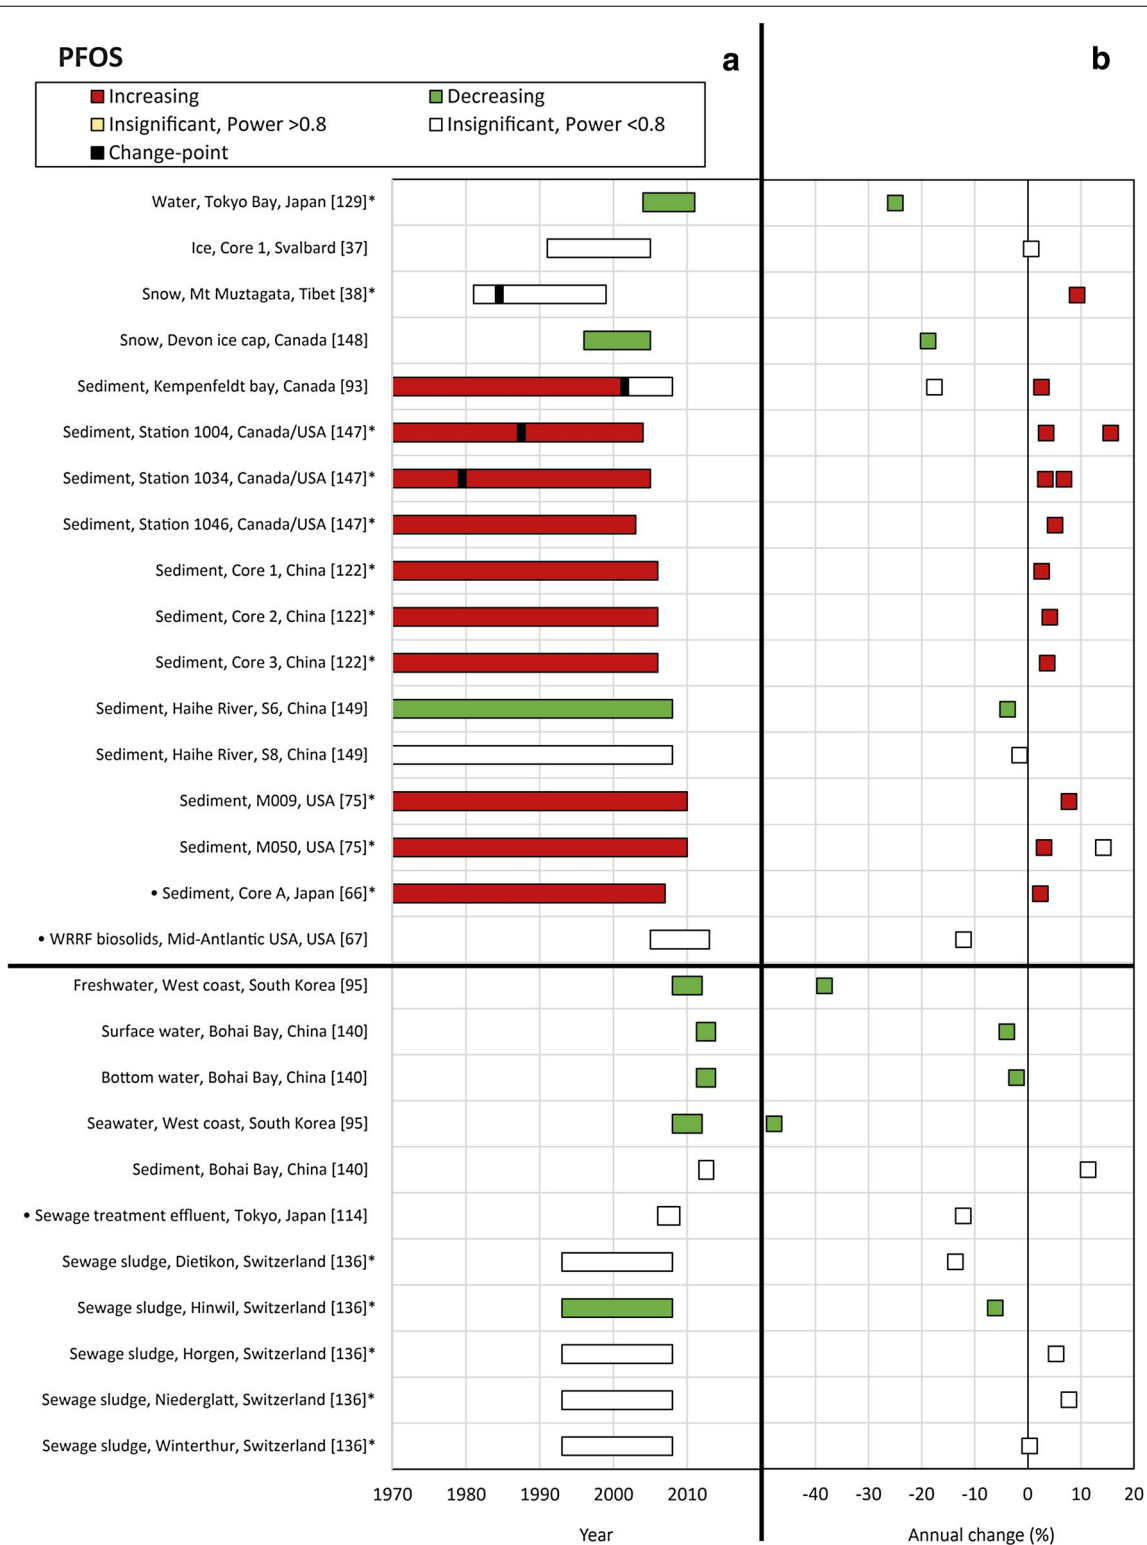 PFOS
a
b
Increasing
Decreasing
Insignificant, Power >0.8
Insignificant, Power <0.8
Change-point
Water, Tokyo Bay, Japan [129]*
Ice, Core 1, Svalbard [37]
Snow, Mt Muztagata, Tibet [38]*
Snow, Devon ice cap, Canada [148]
Sediment, Kempenfeldt bay, Canada [93]
Sediment, Station 1004, Canada/USA [147]*
Sediment, Station 1034, Canada/USA [147]*
Sediment, Station 1046, Canada/USA [147]*
Sediment, Core 1, China [122]*
Sediment, Core 2, China [122]*
Sediment, Core 3, China [122]*
Sediment, Haihe River, S6, China [149]
Sediment, Haihe River, S8, China [149]
Sediment, M009, USA [75]*
Sediment, M050, USA [75]*
• Sediment, Core A, Japan [66]*
• WRRF biosolids, Mid-Antlantic USA, USA [67]
Freshwater, West coast, South Korea [95]
Surface water, Bohai Bay, China [140]
Bottom water, Bohai Bay, China [140]
Seawater, West coast, South Korea [95]
Sediment, Bohai Bay, China [140]
• Sewage treatment effluent, Tokyo, Japan [114]
Sewage sludge, Dietikon, Switzerland [136]*
Sewage sludge, Hinwil, Switzerland [136]*
Sewage sludge, Horgen, Switzerland [136]*
Sewage sludge, Niederglatt, Switzerland [136]*
Sewage sludge, Winterthur, Switzerland [136]*
1970 1980 1990 2000 2010
-40 -30 -20 -10 0 10 20
Year
Annual change (%)